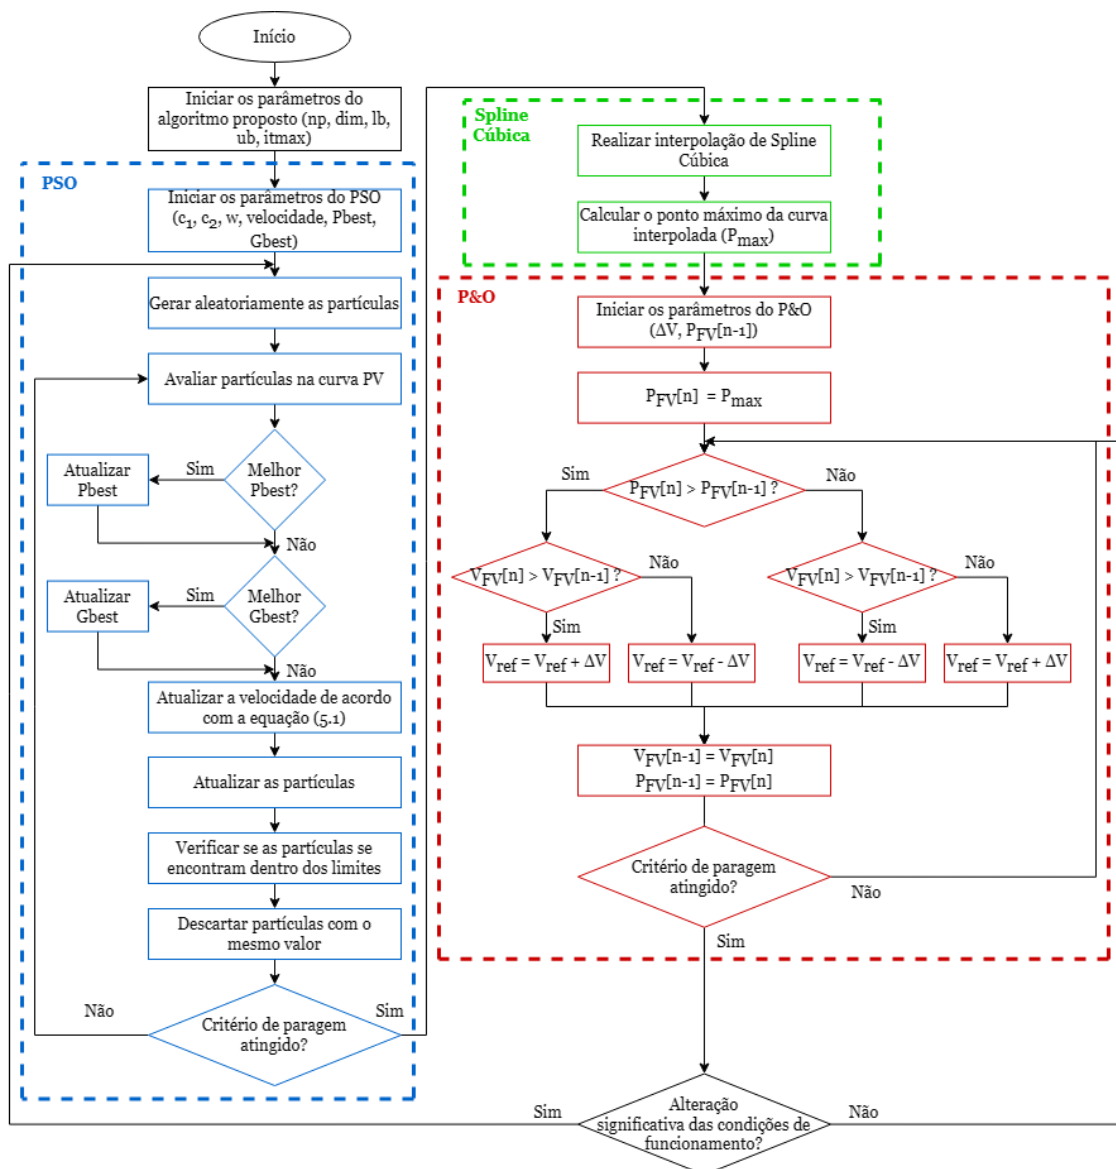 Início
Iniciar os parâmetros do
algoritmo proposto (np, dim, lb,
ub, itmax)
PSO
Iniciar os parâmetros do PSO
(c₁, c₂, w, velocidade, Pbest,
Gbest)
Gerar aleatoriamente as partículas
Avaliar partículas na curva PV
Melhor
Pbest?
Sim
Atualizar
Pbest
Não
Melhor
Gbest?
Sim
Atualizar
Gbest
Não
Atualizar a velocidade de acordo
com a equação (5.1)
Atualizar as partículas
Verificar se as partículas se
encontram dentro dos limites
Descartar partículas com o
mesmo valor
Critério de paragem
atingido?
Não
Sim
Spline
Cúbica
Realizar interpolação de Spline
Cúbica
Calcular o ponto máximo da curva
interpolada (Pmax)
P&O
Iniciar os parâmetros do P&O
(ΔV, PFV[n-1])
PFV[n] = Pmax
PFV[n] > PFV[n-1] ?
Sim
Não
VFV[n] > VFV[n-1] ?
Não
Sim
VFV[n] > VFV[n-1] ?
Não
Sim
Vref = Vref + ΔV
Vref = Vref - ΔV
Vref = Vref - ΔV
Vref = Vref + ΔV
VFV[n-1] = VFV[n]
PFV[n-1] = PFV[n]
Critério de paragem
atingido?
Não
Sim
Alteração
significativa das condições de
funcionamento?
Sim
Não